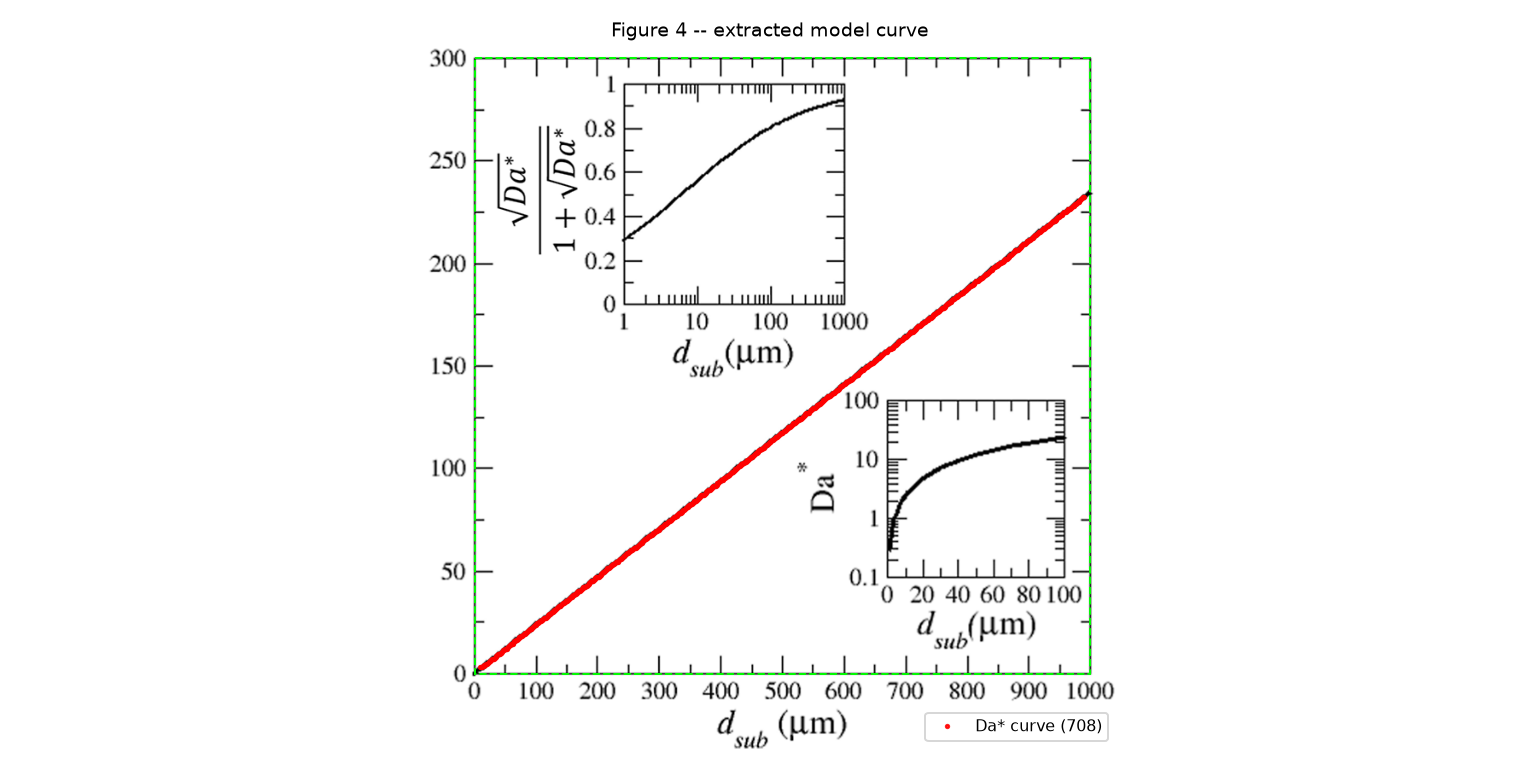 Figure 4 -- extracted model curve
300
250
200
150
100
50
0
0 100 200 300 400 500 600 700 800 900 1000
d_sub (μm)
√Da*
1 + √Da*
1
0.8
0.6
0.4
0.2
0
1 10 100 1000
d_sub(μm)
Da*
100
10
1
0.1
0 20 40 60 80 100
d_sub(μm)
Da* curve (708)